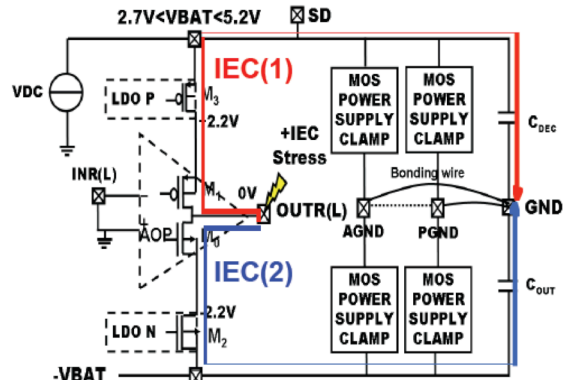 2.7V<VBAT<5.2V
SD
IEC(1)
VDC
LDO P
M3
-2.2V
MOS
POWER
SUPPLY
CLAMP
MOS
POWER
SUPPLY
CLAMP
CDEC
+IEC
Stress
INR(L)
M1
0V
OUTR(L)
Bonding wire
GND
AGND
PGND
+
AOP
M0
IEC(2)
MOS
POWER
SUPPLY
CLAMP
MOS
POWER
SUPPLY
CLAMP
COUT
-2.2V
LDO N
M2
-VBAT